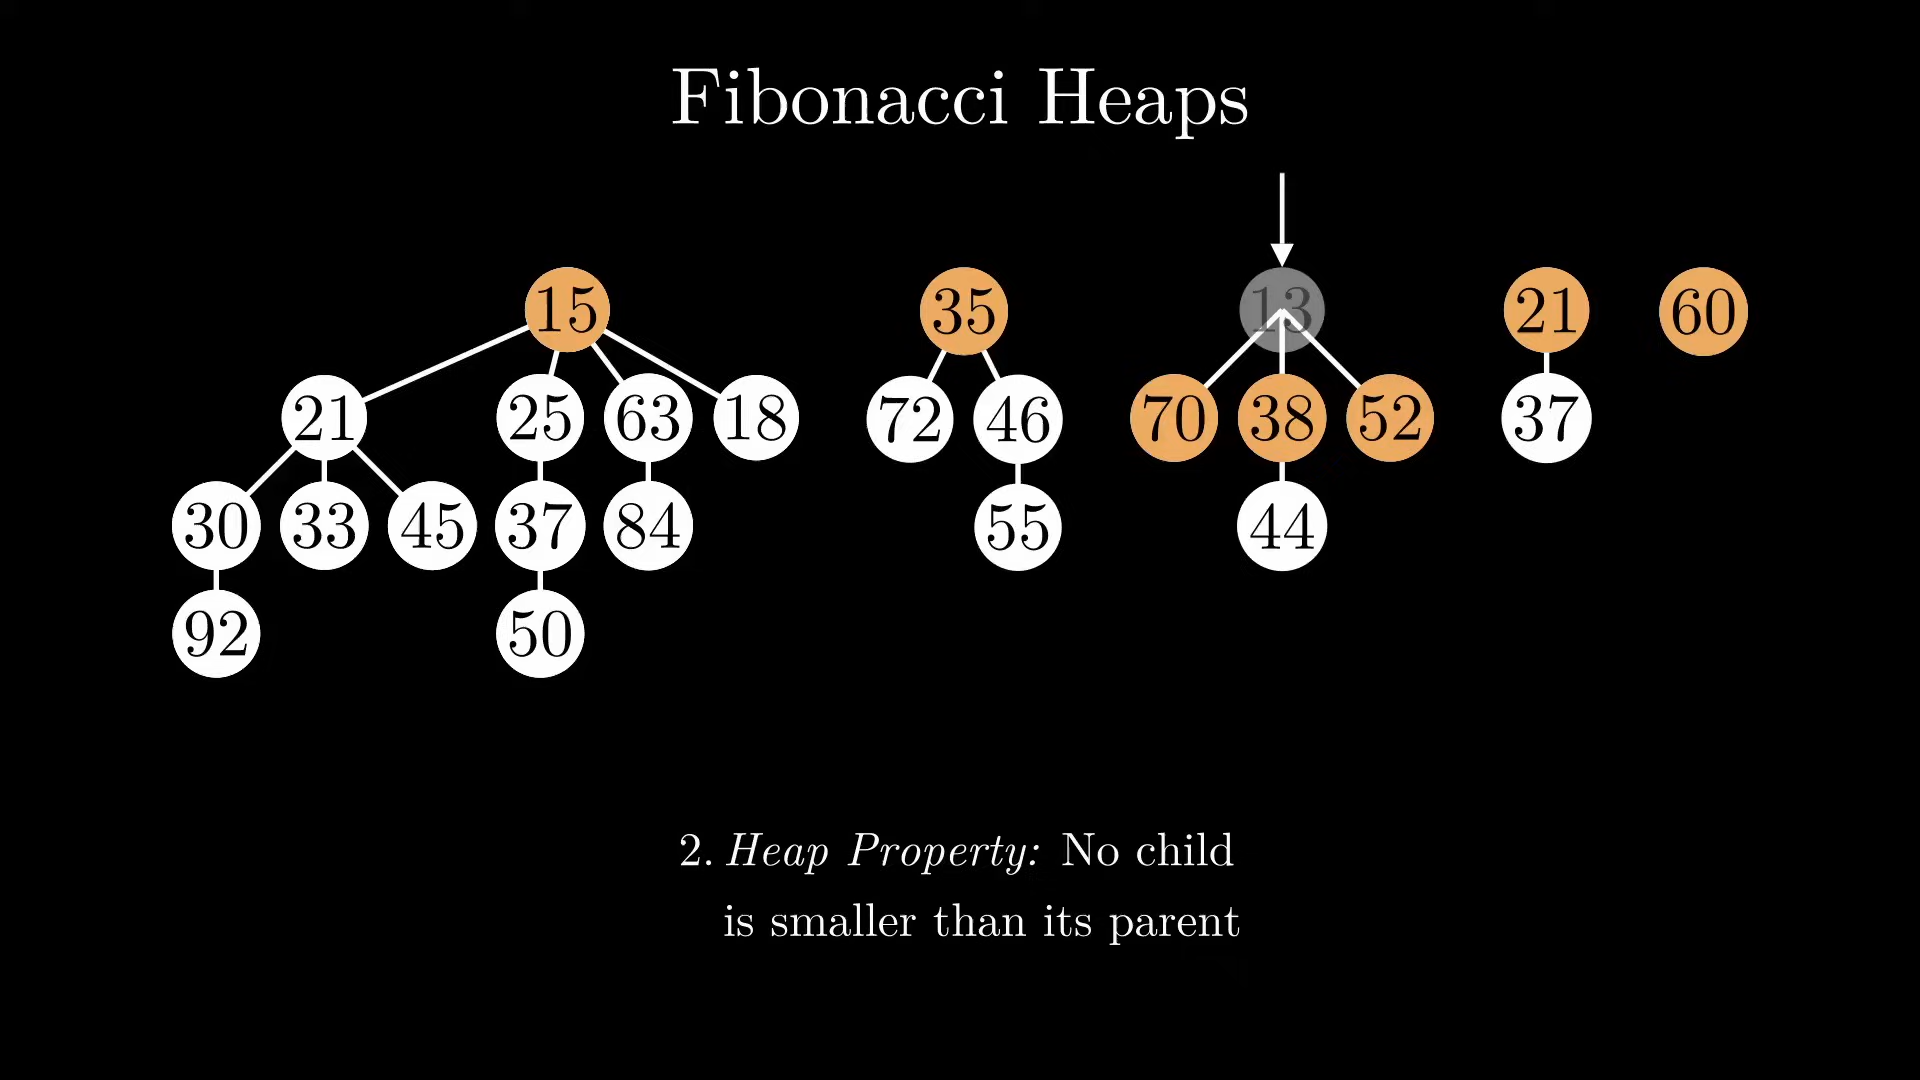 Fibonacci Heaps
15 35 13 21 60
21 25 63 18 72 46 70 38 52 37
30 33 45 37 84 55 44
92 50
2. Heap Property: No child
is smaller than its parent